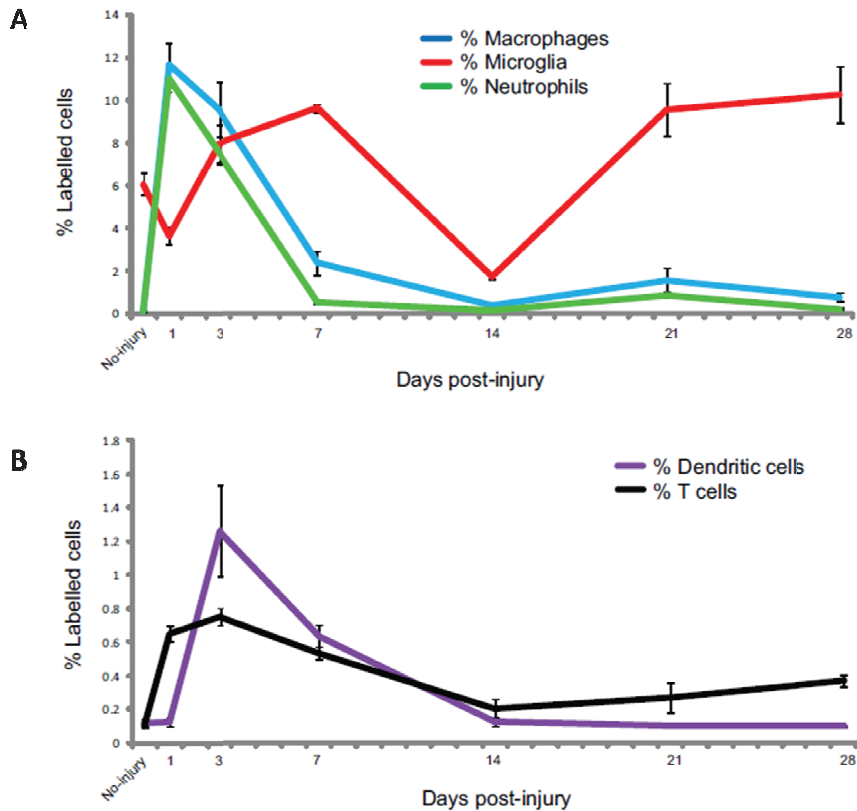 A
14
12
10
8
6
4
2
0
% Labelled cells
% Macrophages
% Microglia
% Neutrophils
No-injury 1 3 7 14 21 28
Days post-injury
B
1.8
1.6
1.4
1.2
1
0.8
0.6
0.4
0.2
0
% Labelled cells
% Dendritic cells
% T cells
No-injury 1 3 7 14 21 28
Days post-injury